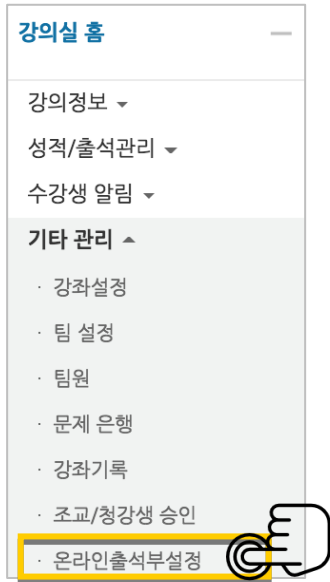 강의실 홈
강의정보
성적/출석관리
수강생 알림
기타 관리
· 강좌설정
· 팀 설정
· 팀원
· 문제 은행
· 강좌기록
· 조교/청강생 승인
· 온라인출석부설정